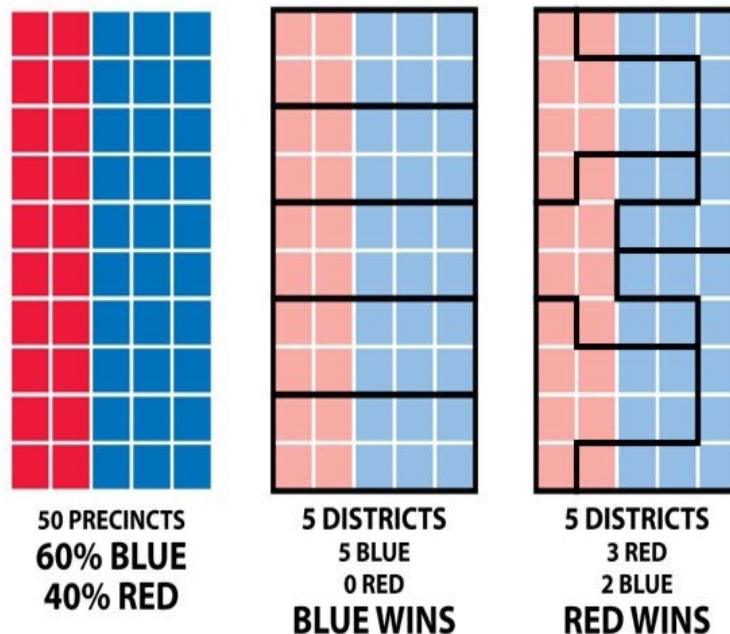 50 PRECINCTS
60% BLUE
40% RED
5 DISTRICTS
5 BLUE
0 RED
BLUE WINS
5 DISTRICTS
3 RED
2 BLUE
RED WINS